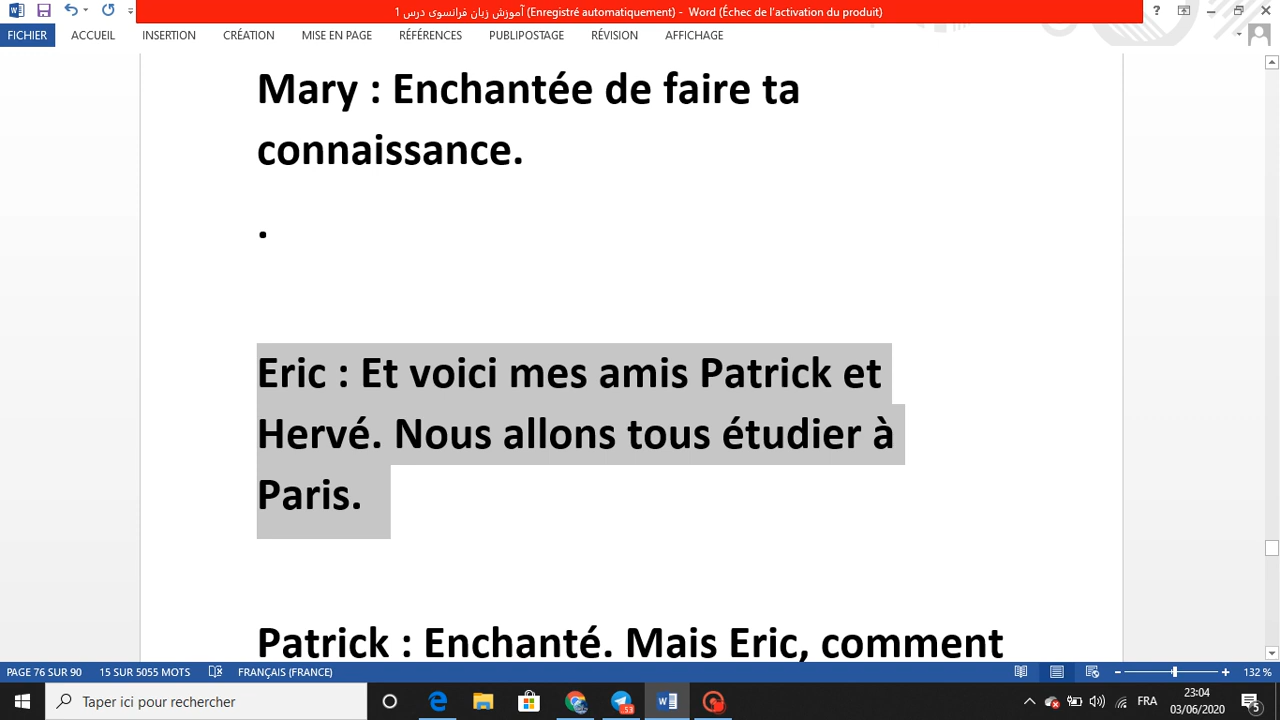 آموزش زبان فرانسوی درس 1 (Enregistré automatiquement) - Word (Échec de l'activation du produit)
?
FICHIER ACCUEIL INSERTION CRÉATION MISE EN PAGE RÉFÉRENCES PUBLIPOSTAGE RÉVISION AFFICHAGE
Mary : Enchantée de faire ta
connaissance.
.
Eric : Et voici mes amis Patrick et
Hervé. Nous allons tous étudier à
Paris.
Patrick : Enchanté. Mais Eric, comment
PAGE 76 SUR 90 15 SUR 5055 MOTS FRANÇAIS (FRANCE) 132 %
Taper ici pour rechercher
53
FRA
23:04
03/06/2020
5